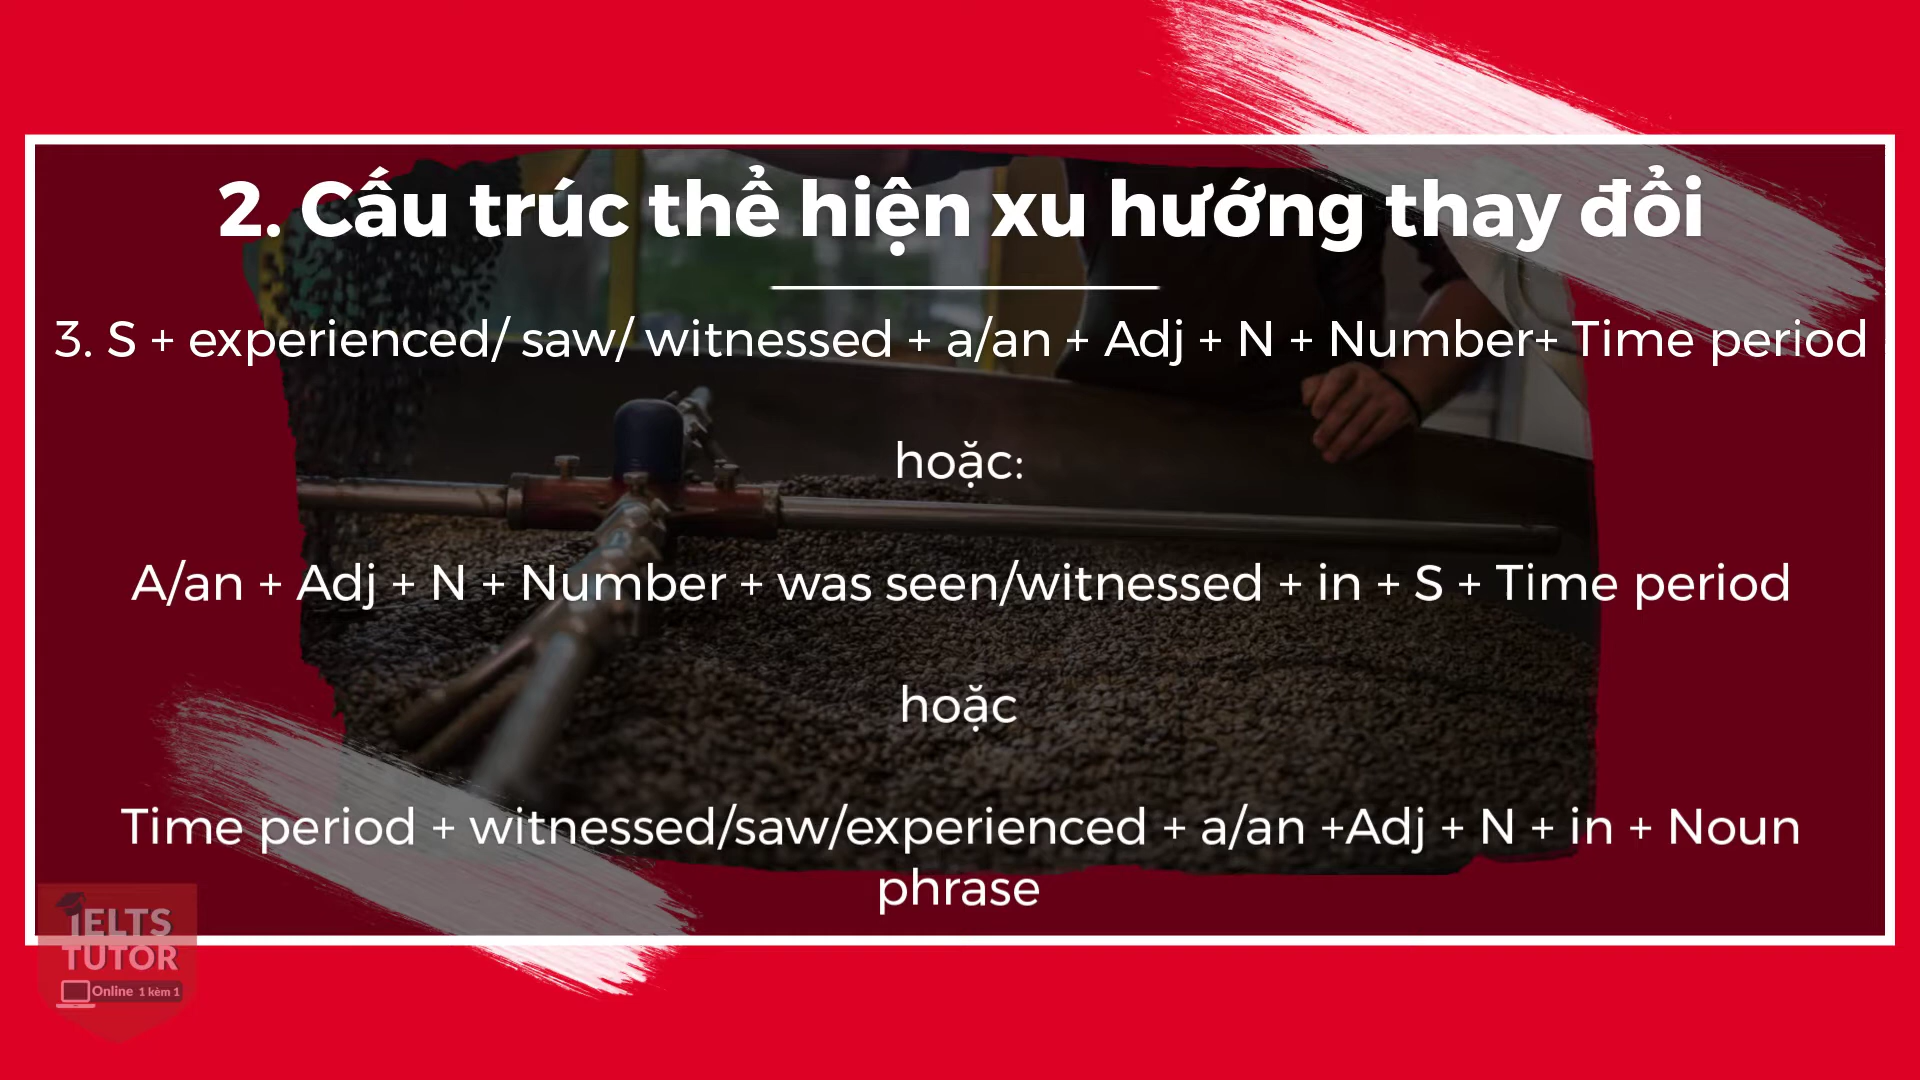 2. Cấu trúc thể hiện xu hướng thay đổi
3. S + experienced/ saw/ witnessed + a/an + Adj + N + Number+ Time period
hoặc:
A/an + Adj + N + Number + was seen/witnessed + in + S + Time period
hoặc
Time period + witnessed/saw/experienced + a/an +Adj + N + in + Noun
phrase
IELTS
TUTOR
Online 1 kèm 1